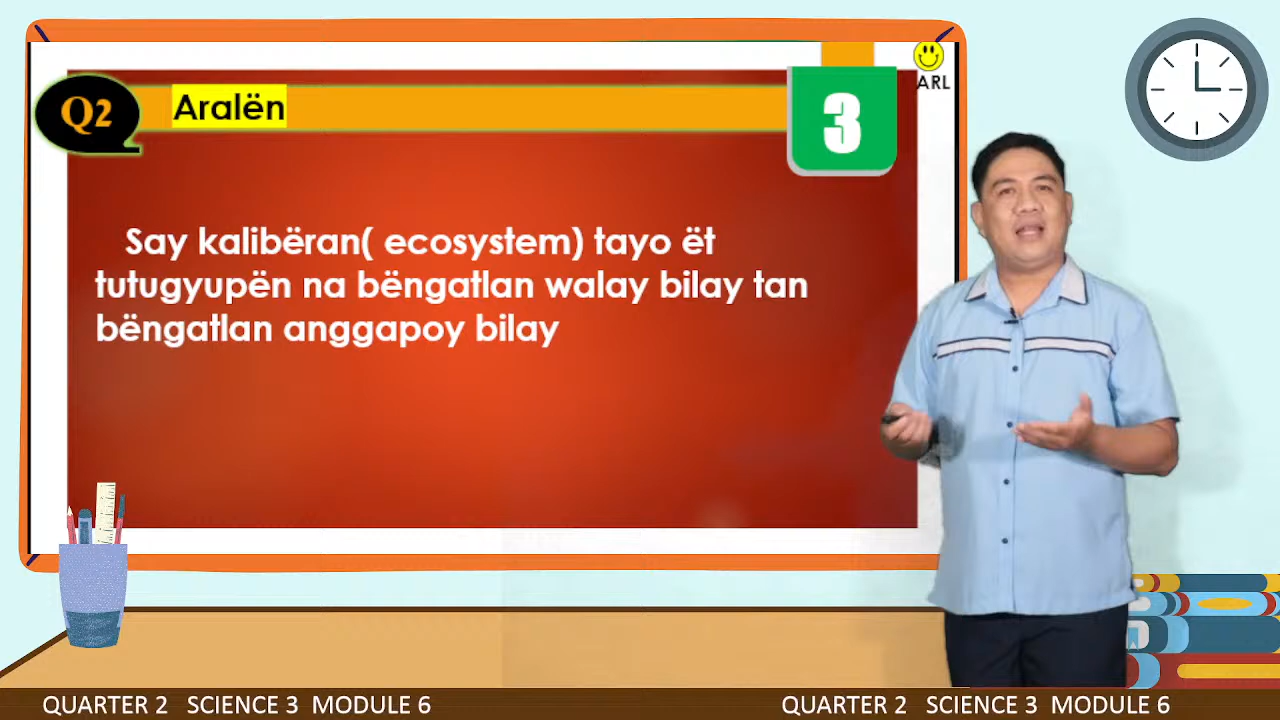 Q2
Aralën
3
ARL
Say kalibëran( ecosystem) tayo ët
tutugyupën na bëngatlan walay bilay tan
bëngatlan anggapoy bilay
QUARTER 2 SCIENCE 3 MODULE 6
QUARTER 2 SCIENCE 3 MODULE 6